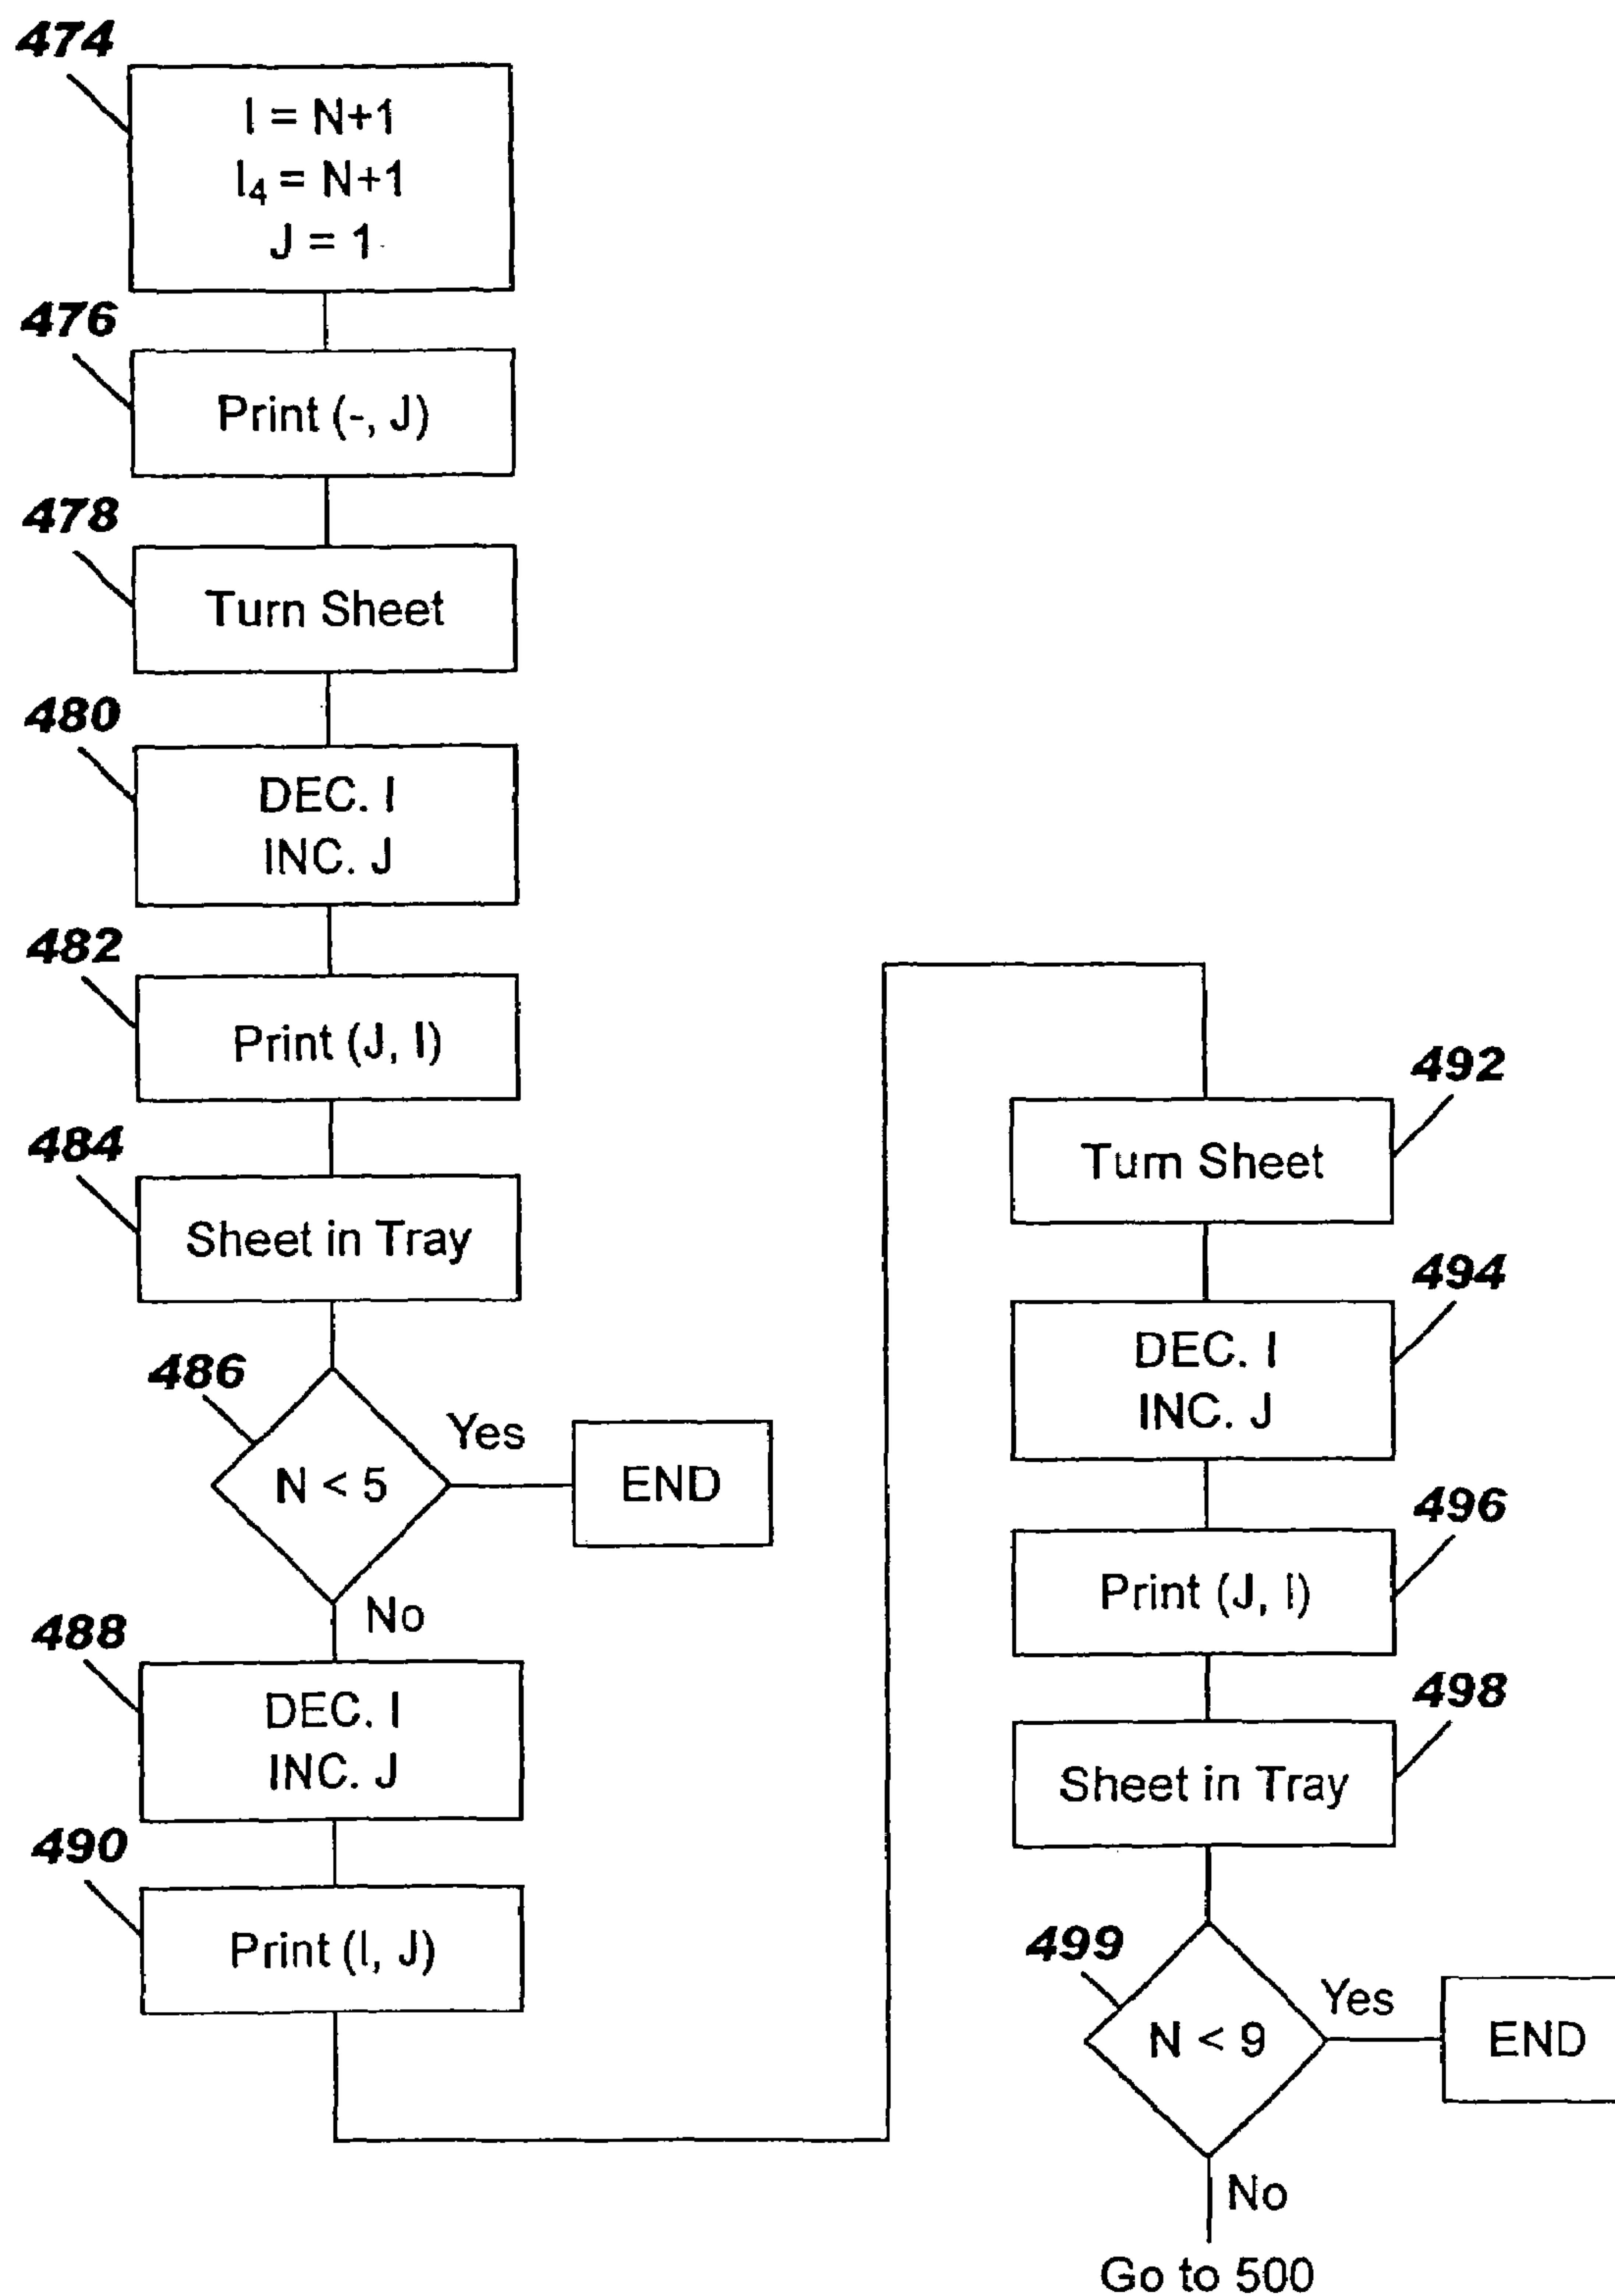 474
I = N+1
I₄ = N+1
J = 1
476
Print (-, J)
478
Turn Sheet
480
DEC. I
INC. J
482
Print (J, I)
484
Sheet in Tray
486
N < 5
Yes
END
No
488
DEC. I
INC. J
490
Print (I, J)
492
Turn Sheet
494
DEC. I
INC. J
496
Print (J, I)
498
Sheet in Tray
499
N < 9
Yes
END
No
Go to 500